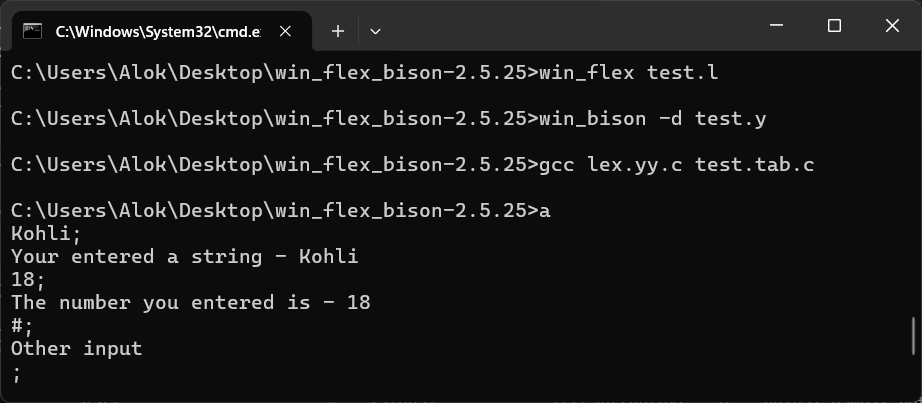 C:\Windows\System32\cmd.e:
C:\Users\Alok\Desktop\win_flex_bison-2.5.25>win_flex test.l
C:\Users\Alok\Desktop\win_flex_bison-2.5.25>win_bison -d test.y
C:\Users\Alok\Desktop\win_flex_bison-2.5.25>gcc lex.yy.c test.tab.c
C:\Users\Alok\Desktop\win_flex_bison-2.5.25>a
Kohli;
Your entered a string - Kohli
18;
The number you entered is - 18
#;
Other input
;